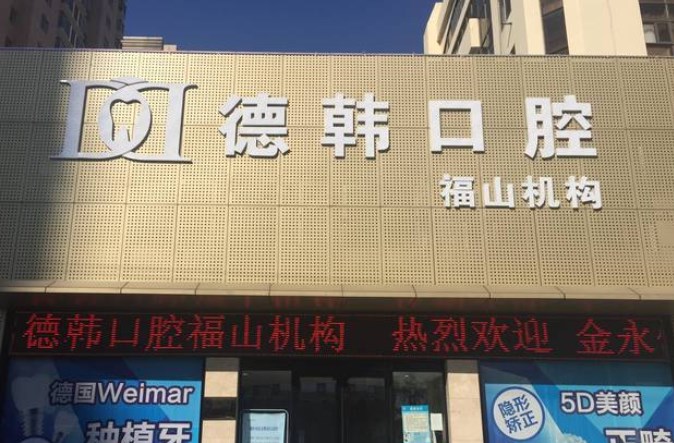 德韩口腔
福山机构
德韩口腔福山机构 热烈欢迎 金永
德国Weimar
种植牙
隐形
矫正
5D美颜
正畸